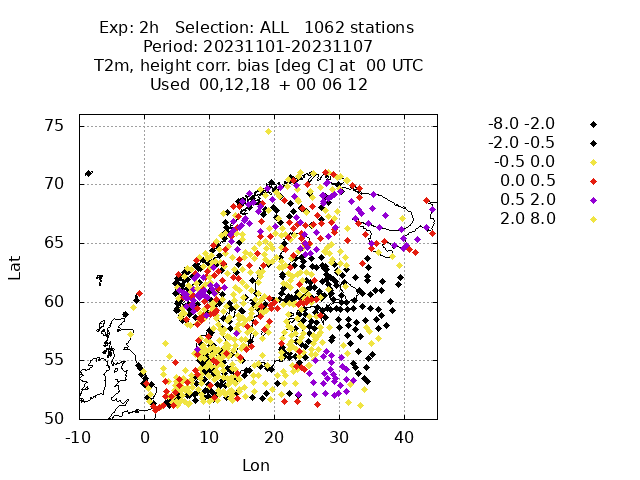 Exp: 2h   Selection: ALL   1062 stations
Period: 20231101-20231107
T2m, height corr. bias [deg C] at  00 UTC
Used  00,12,18  + 00 06 12
75
70
65
60
55
50
Lat
-10 0 10 20 30 40
Lon
-8.0 -2.0
-2.0 -0.5
-0.5 0.0
0.0 0.5
0.5 2.0
2.0 8.0